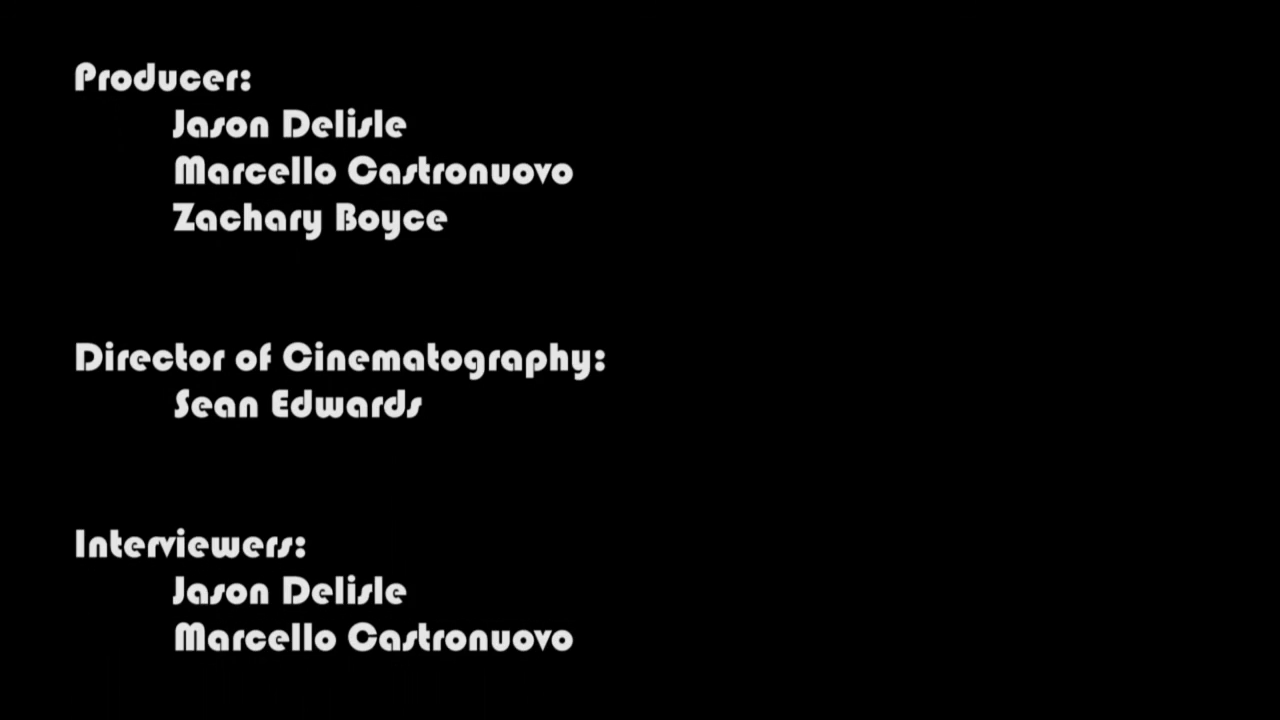 Producer:
Jason Delisle
Marcello Castronuovo
Zachary Boyce
Director of Cinematography:
Sean Edwards
Interviewers:
Jason Delisle
Marcello Castronuovo